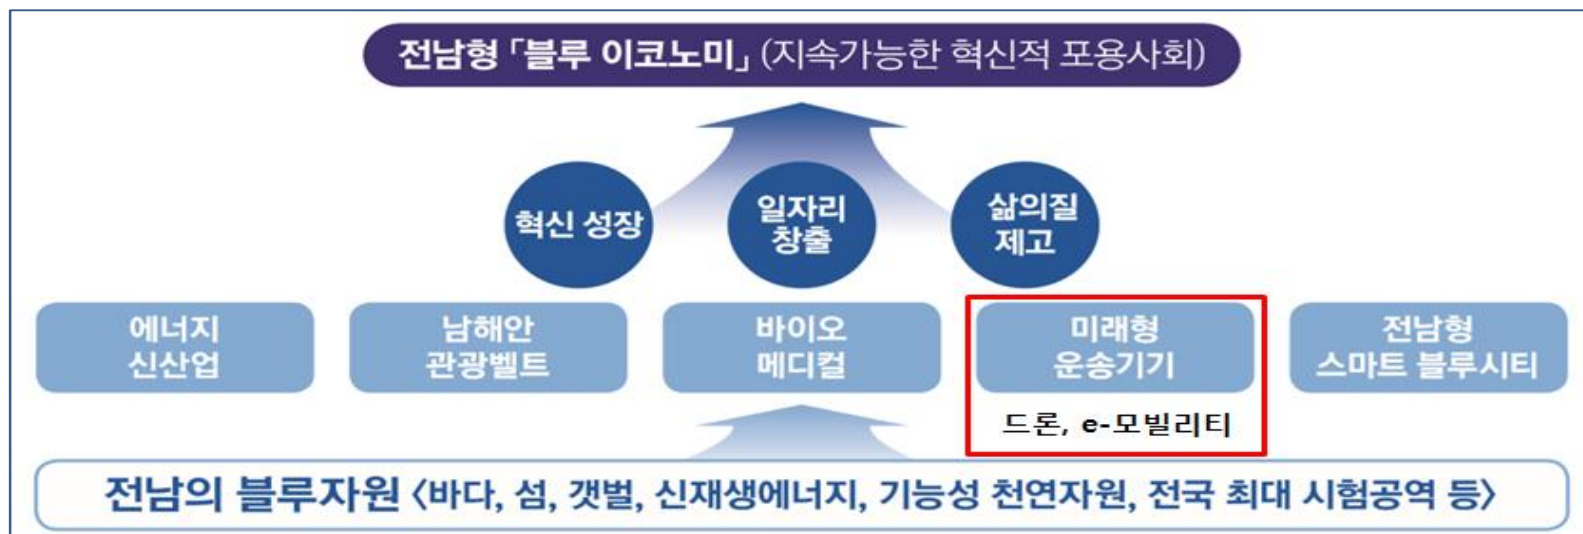 전남형 「블루 이코노미」 (지속가능한 혁신적 포용사회)
혁신 성장
일자리
창출
삶의질
제고
에너지
신산업
남해안
관광벨트
바이오
메디컬
미래형
운송기기
전남형
스마트 블루시티
드론, e-모빌리티
전남의 블루자원 <바다, 섬, 갯벌, 신재생에너지, 기능성 천연자원, 전국 최대 시험공역 등>